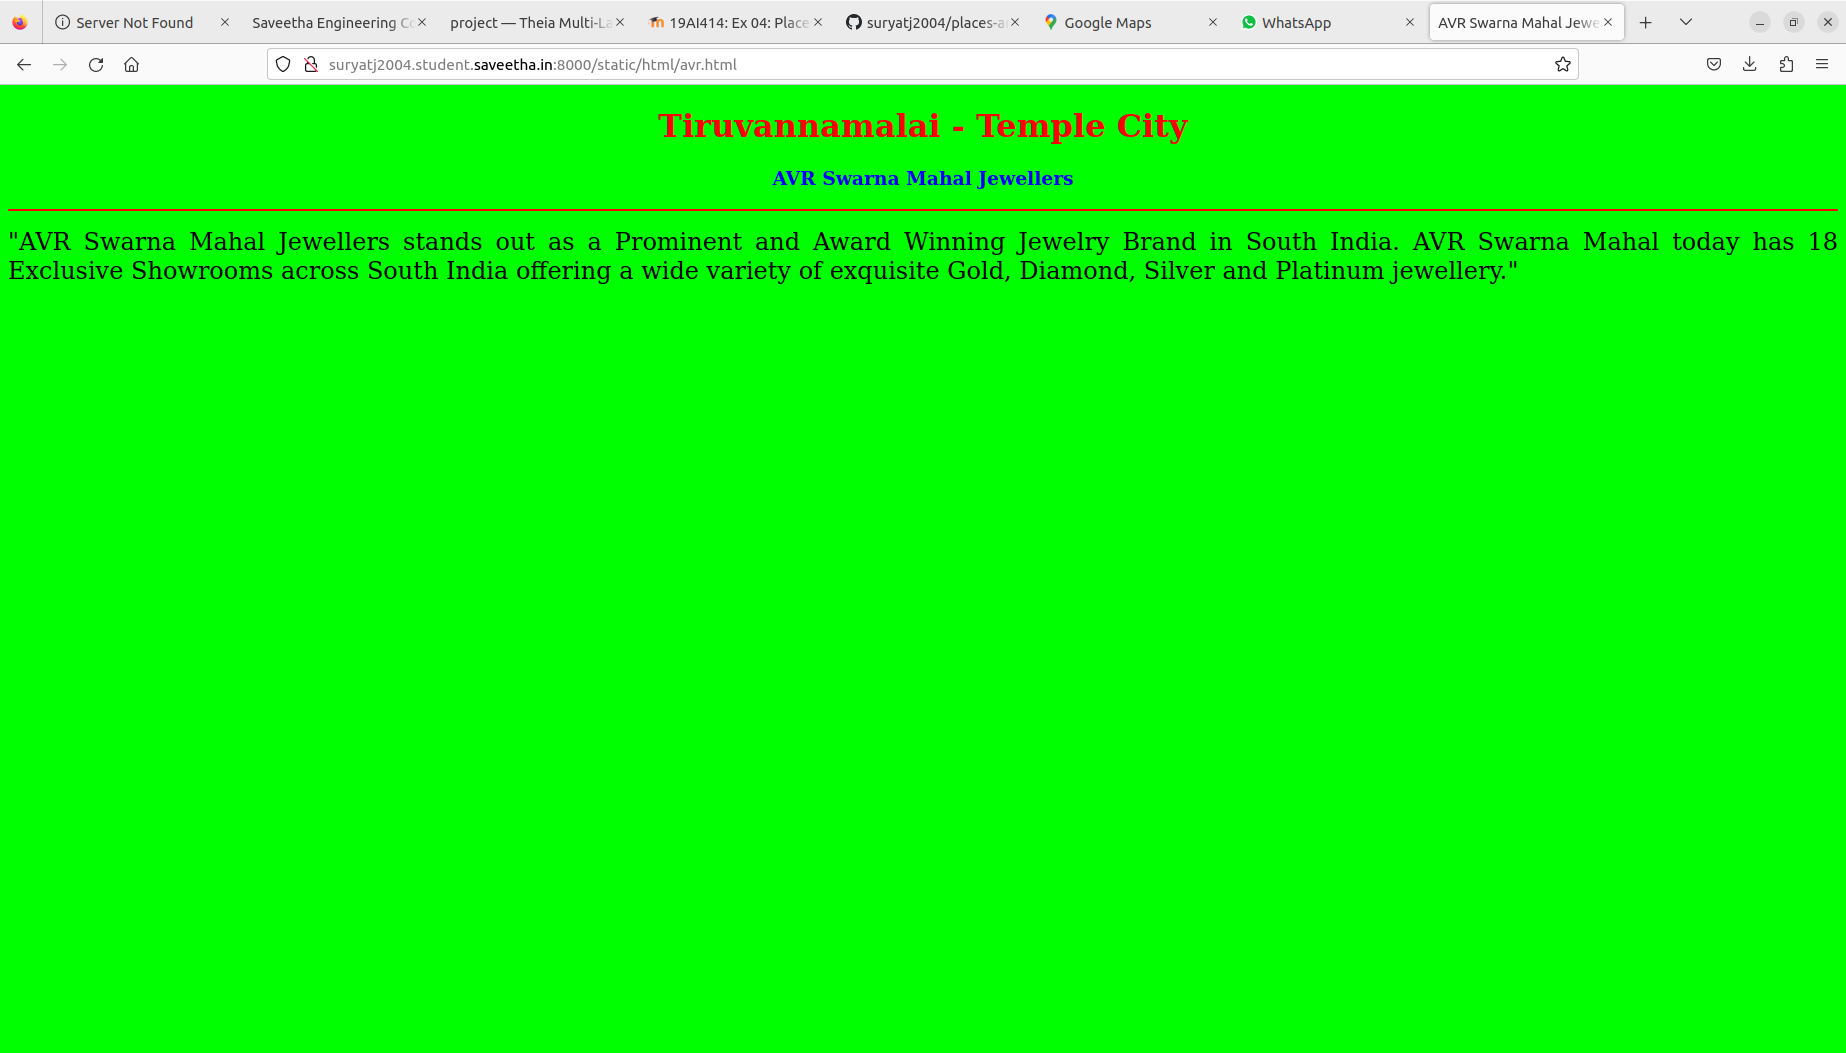 Server Not Found
Saveetha Engineering Co
project — Theia Multi-La
19AI414: Ex 04: Place
suryatj2004/places-a
Google Maps
WhatsApp
AVR Swarna Mahal Jewe
suryatj2004.student.saveetha.in:8000/static/html/avr.html
Tiruvannamalai - Temple City
AVR Swarna Mahal Jewellers
"AVR Swarna Mahal Jewellers stands out as a Prominent and Award Winning Jewelry Brand in South India. AVR Swarna Mahal today has 18
Exclusive Showrooms across South India offering a wide variety of exquisite Gold, Diamond, Silver and Platinum jewellery."